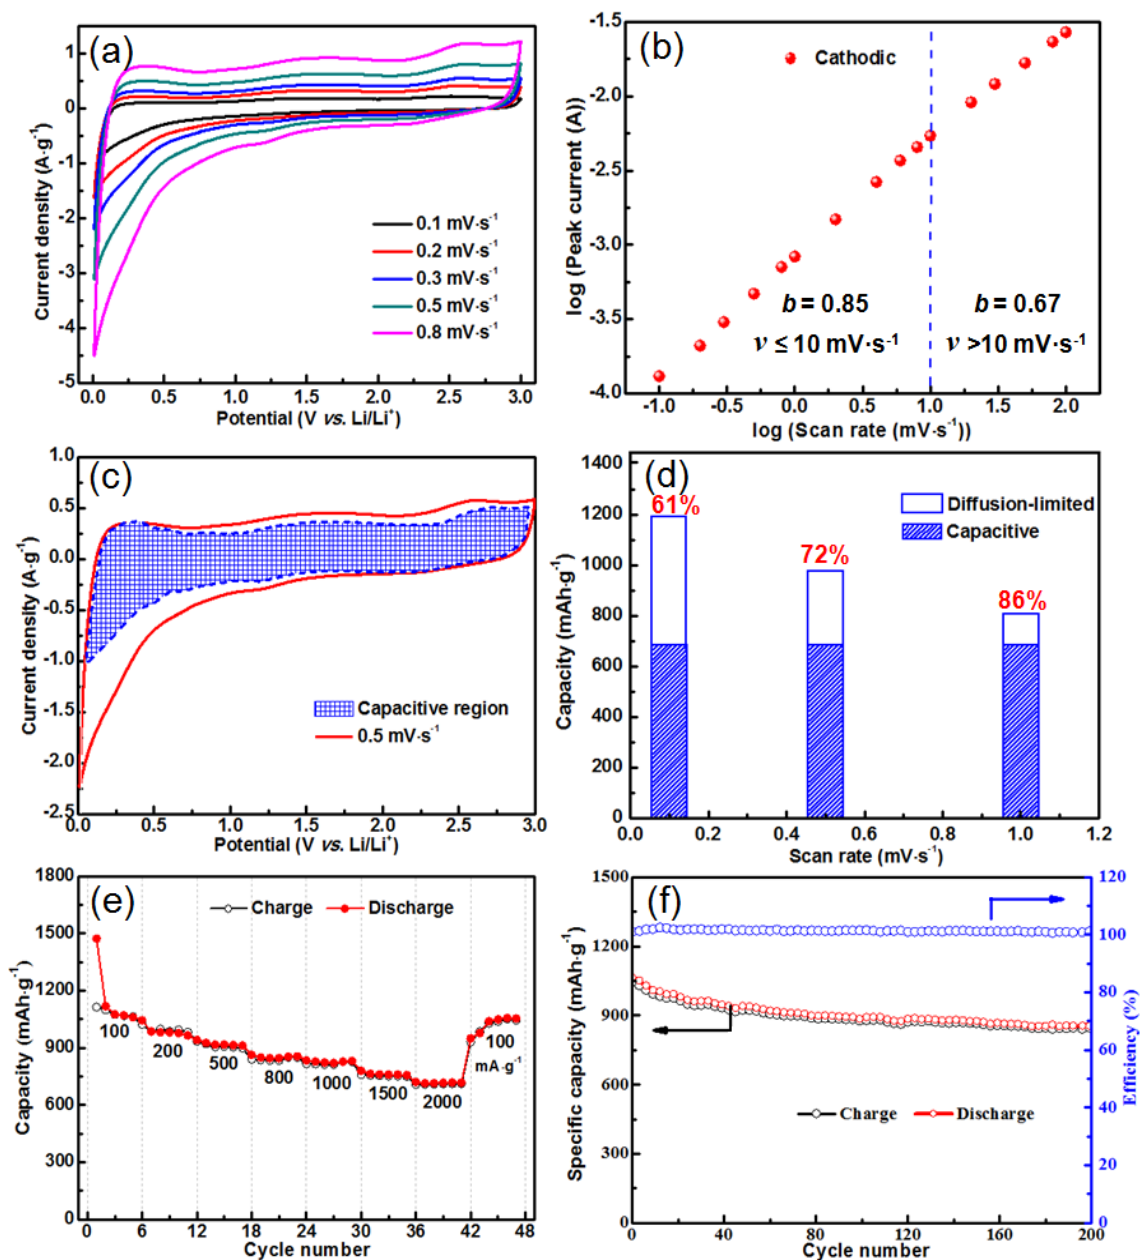 (a)
1
0
-1
-2
-3
-4
-5
Current density (A·g⁻¹)
0.1 mV·s⁻¹
0.2 mV·s⁻¹
0.3 mV·s⁻¹
0.5 mV·s⁻¹
0.8 mV·s⁻¹
0.0 0.5 1.0 1.5 2.0 2.5 3.0
Potential (V vs. Li/Li⁺)
(b)
-1.5
-2.0
-2.5
-3.0
-3.5
-4.0
log (Peak current (A))
Cathodic
b = 0.85
ν ≤ 10 mV·s⁻¹
b = 0.67
ν >10 mV·s⁻¹
-1.0 -0.5 0.0 0.5 1.0 1.5 2.0
log (Scan rate (mV·s⁻¹))
(c)
1.0
0.5
0.0
-0.5
-1.0
-1.5
-2.0
-2.5
Current density (A·g⁻¹)
Capacitive region
0.5 mV·s⁻¹
0.0 0.5 1.0 1.5 2.0 2.5 3.0
Potential (V vs. Li/Li⁺)
(d)
1400
1200
1000
800
600
400
200
0
Capacity (mAh·g⁻¹)
Diffusion-limited
Capacitive
61%
72%
86%
0.0 0.2 0.4 0.6 0.8 1.0 1.2
Scan rate (mV·s⁻¹)
(e)
1800
1500
1200
900
600
300
0
Capacity (mAh·g⁻¹)
Charge Discharge
100
200
500
800
1000
1500
2000
100
mA·g⁻¹
0 6 12 18 24 30 36 42 48
Cycle number
(f)
1500
1200
900
600
300
0
Specific capacity (mAh·g⁻¹)
Charge Discharge
120
100
80
60
40
20
0
Efficiency (%)
0 40 80 120 160 200
Cycle number